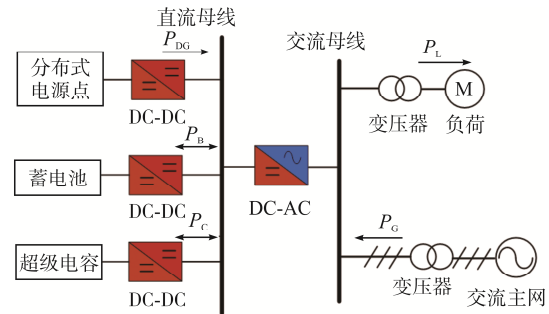 直流母线
P_DG
分布式
电源点
DC-DC
P_B
蓄电池
DC-DC
P_C
超级电容
DC-DC
DC-AC
交流母线
P_L
M
变压器
负荷
P_G
变压器
交流主网